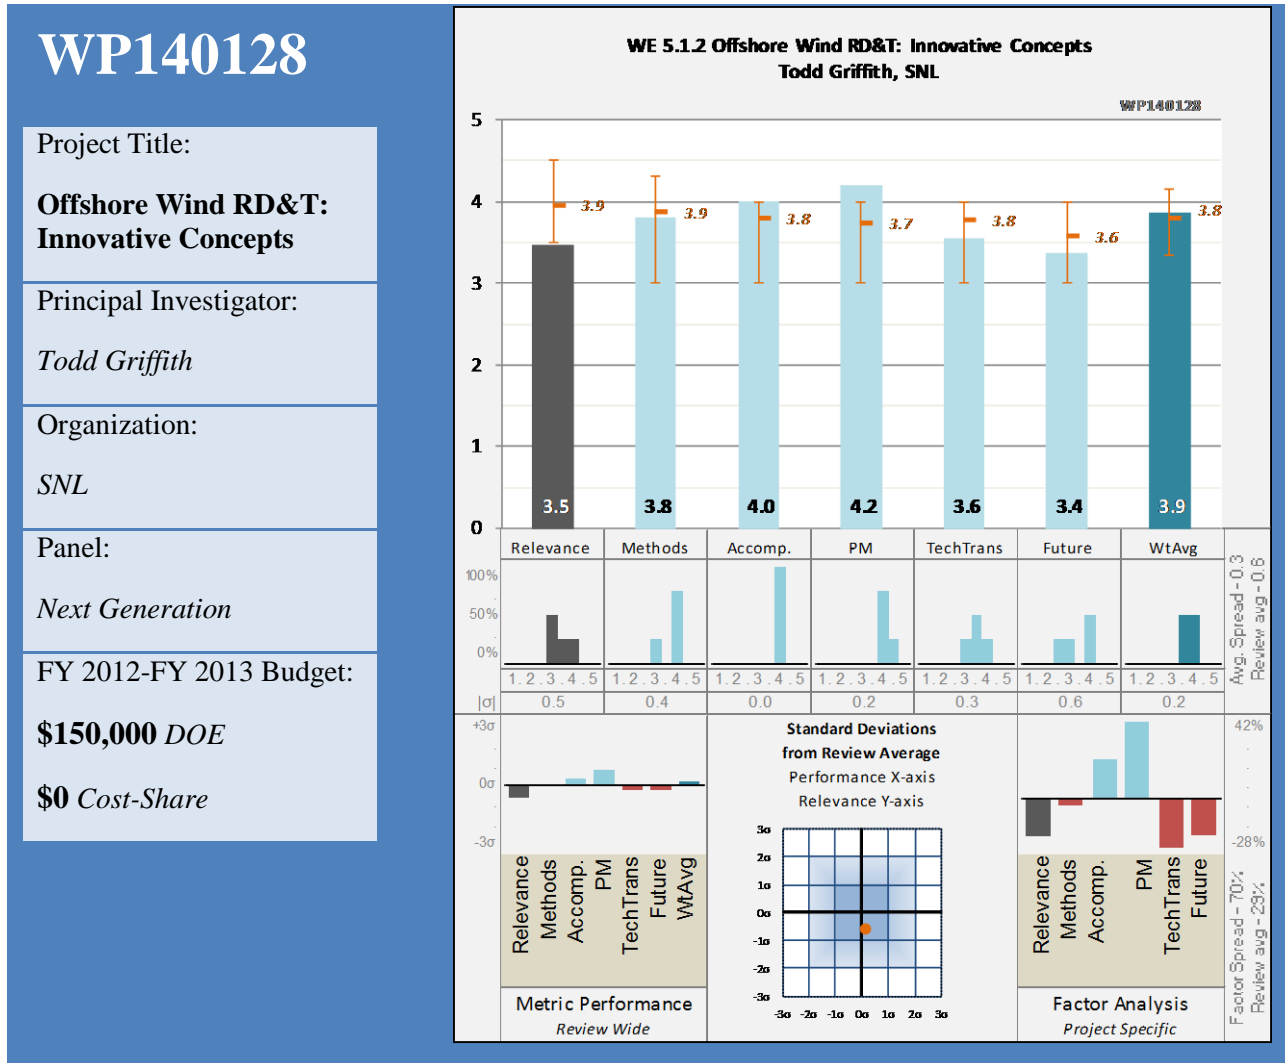 WP140128
Project Title:
Offshore Wind RD&T:
Innovative Concepts
Principal Investigator:
Todd Griffith
Organization:
SNL
Panel:
Next Generation
FY 2012-FY 2013 Budget:
$150,000 DOE
$0 Cost-Share
WE 5.1.2 Offshore Wind RD&T: Innovative Concepts
Todd Griffith, SNL
WP140128
5
4
3
2
1
0
3.9 3.9 3.8 3.7 3.8 3.6 3.8
3.5 3.8 4.0 4.2 3.6 3.4 3.9
Relevance Methods Accomp. PM TechTrans Future WtAvg
100%
50%
0%
1.2.3.4.5 1.2.3.4.5 1.2.3.4.5 1.2.3.4.5 1.2.3.4.5 1.2.3.4.5 1.2.3.4.5
|σ| 0.5 0.4 0.0 0.2 0.3 0.6 0.2
Avg. Spread - 0.3
Review avg - 0.6
+3σ
0σ
-3σ
Relevance
Methods
Accomp.
PM
TechTrans
Future
WtAvg
Metric Performance
Review Wide
Standard Deviations
from Review Average
Performance X-axis
Relevance Y-axis
3σ
2σ
1σ
0σ
-1σ
-2σ
-3σ
-3σ -2σ -1σ 0σ 1σ 2σ 3σ
42%
-28%
Relevance
Methods
Accomp.
PM
TechTrans
Future
Factor Analysis
Project Specific
Factor Spread - 70%
Review avg - 29%